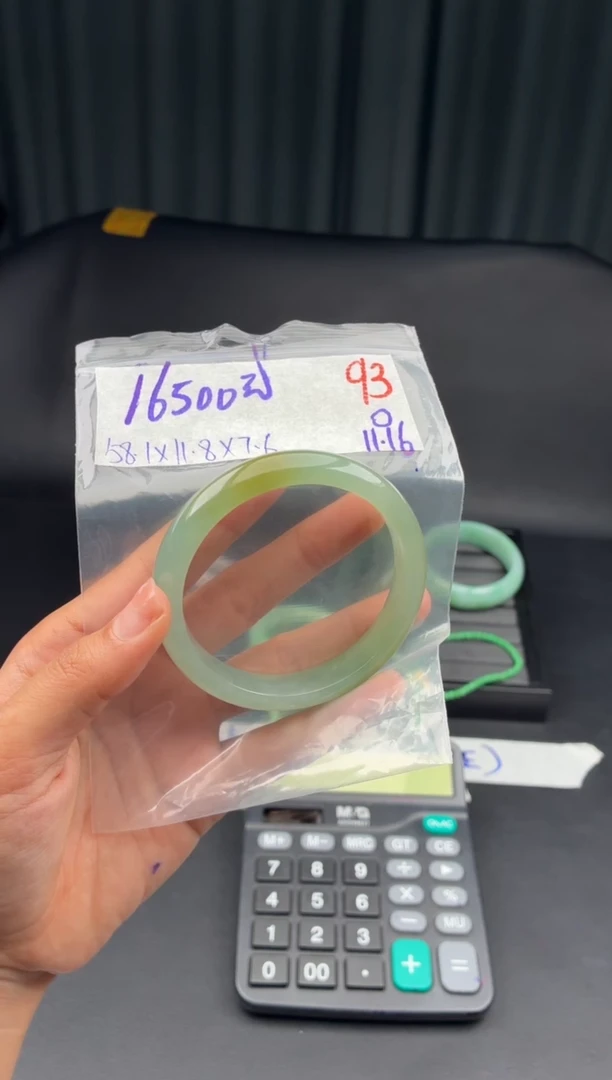 16500
93
58.1X11.8X7.6
11.16
E)
M&G
M+ M- MRC GT CE
7 8 9 ÷ ▶
4 5 6 X %
1 2 3 − MU
0 00 . + =